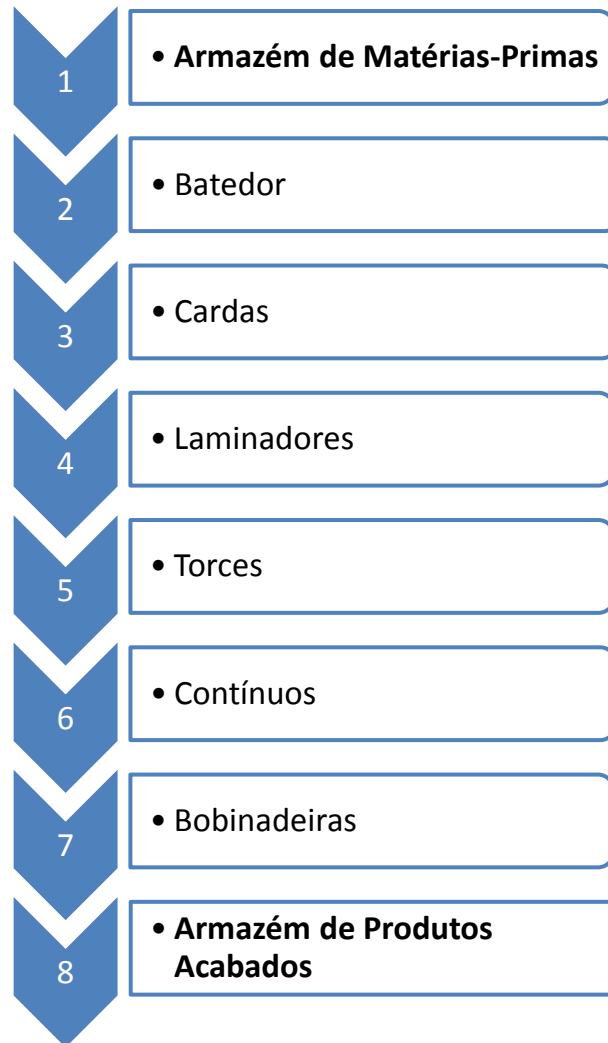 1
• Armazém de Matérias-Primas
2
• Batedor
3
• Cardas
4
• Laminadores
5
• Torces
6
• Contínuos
7
• Bobinadeiras
8
• Armazém de Produtos
Acabados